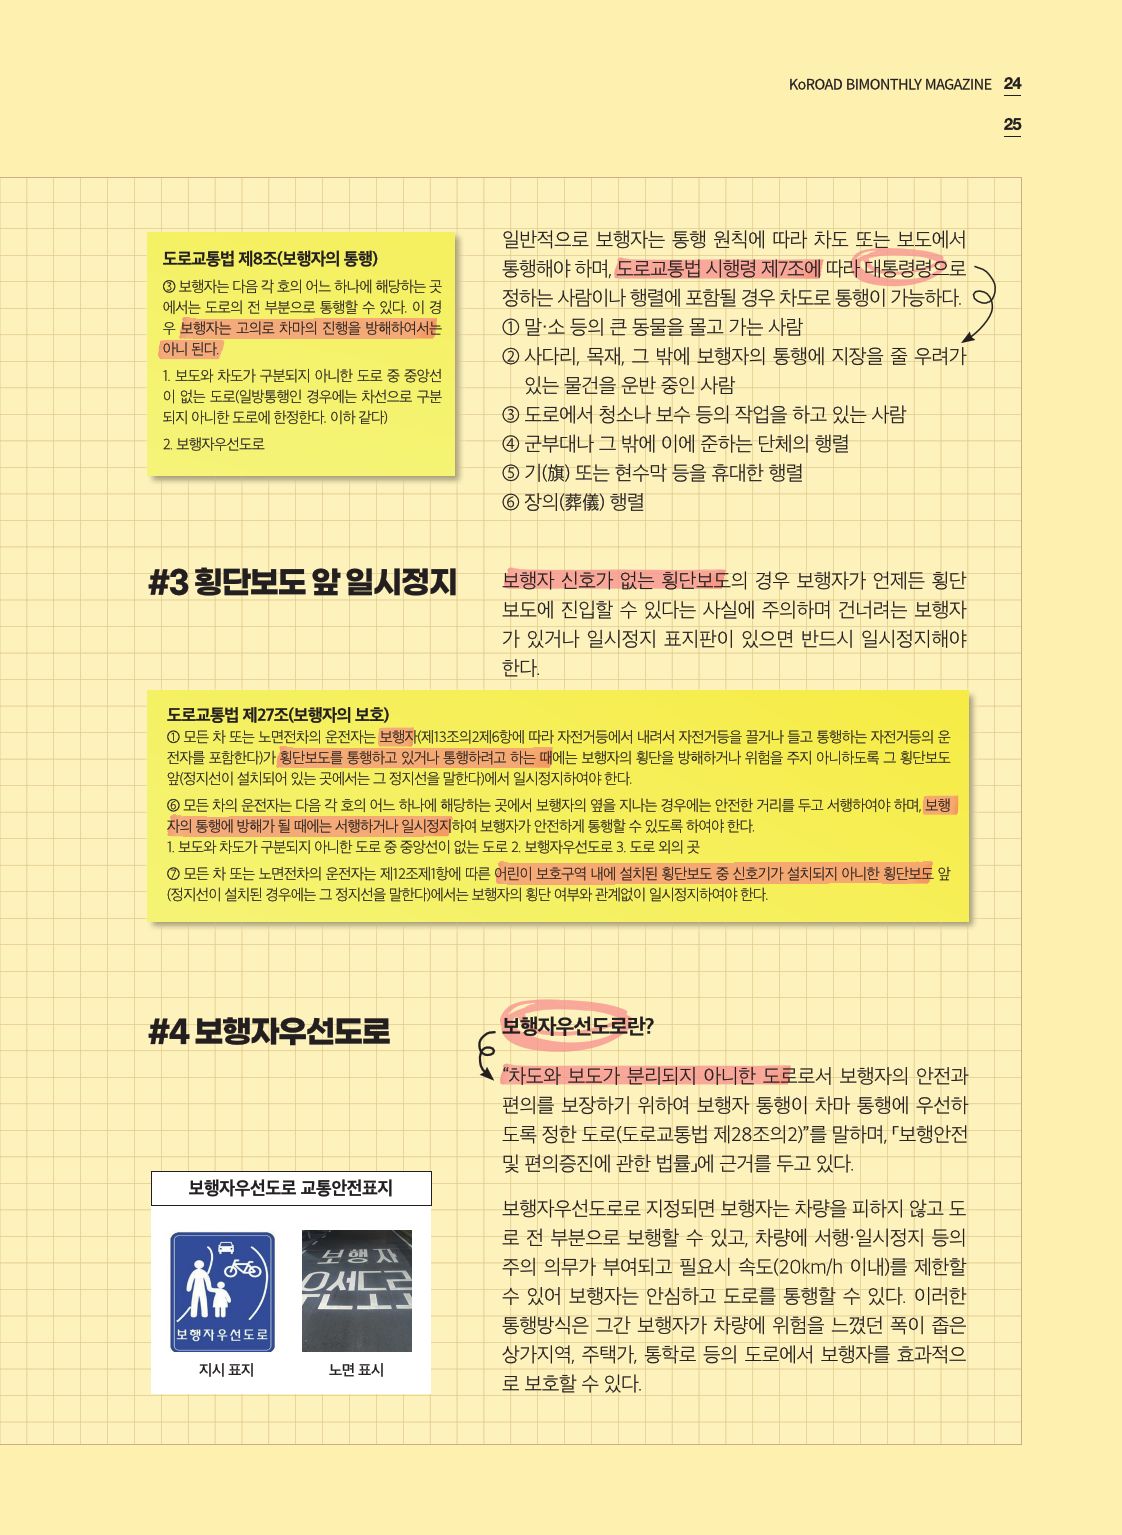 KoROAD BIMONTHLY MAGAZINE 24
25
도로교통법 제8조(보행자의 통행)
③ 보행자는 다음 각 호의 어느 하나에 해당하는 곳
에서는 도로의 전 부분으로 통행할 수 있다. 이 경
우 보행자는 고의로 차마의 진행을 방해하여서는
아니 된다.
1. 보도와 차도가 구분되지 아니한 도로 중 중앙선
이 없는 도로(일방통행인 경우에는 차선으로 구분
되지 아니한 도로에 한정한다. 이하 같다)
2. 보행자우선도로
일반적으로 보행자는 통행 원칙에 따라 차도 또는 보도에서
통행해야 하며, 도로교통법 시행령 제7조에 따라 대통령령으로
정하는 사람이나 행렬에 포함될 경우 차도로 통행이 가능하다.
① 말·소 등의 큰 동물을 몰고 가는 사람
② 사다리, 목재, 그 밖에 보행자의 통행에 지장을 줄 우려가
있는 물건을 운반 중인 사람
③ 도로에서 청소나 보수 등의 작업을 하고 있는 사람
④ 군부대나 그 밖에 이에 준하는 단체의 행렬
⑤ 기(旗) 또는 현수막 등을 휴대한 행렬
⑥ 장의(葬儀) 행렬
#3 횡단보도 앞 일시정지
보행자 신호가 없는 횡단보도의 경우 보행자가 언제든 횡단
보도에 진입할 수 있다는 사실에 주의하며 건너려는 보행자
가 있거나 일시정지 표지판이 있으면 반드시 일시정지해야
한다.
도로교통법 제27조(보행자의 보호)
① 모든 차 또는 노면전차의 운전자는 보행자(제13조의2제6항에 따라 자전거등에서 내려서 자전거등을 끌거나 들고 통행하는 자전거등의 운
전자를 포함한다)가 횡단보도를 통행하고 있거나 통행하려고 하는 때에는 보행자의 횡단을 방해하거나 위험을 주지 아니하도록 그 횡단보도
앞(정지선이 설치되어 있는 곳에서는 그 정지선을 말한다)에서 일시정지하여야 한다.
⑥ 모든 차의 운전자는 다음 각 호의 어느 하나에 해당하는 곳에서 보행자의 옆을 지나는 경우에는 안전한 거리를 두고 서행하여야 하며, 보행
자의 통행에 방해가 될 때에는 서행하거나 일시정지하여 보행자가 안전하게 통행할 수 있도록 하여야 한다.
1. 보도와 차도가 구분되지 아니한 도로 중 중앙선이 없는 도로 2. 보행자우선도로 3. 도로 외의 곳
⑦ 모든 차 또는 노면전차의 운전자는 제12조제1항에 따른 어린이 보호구역 내에 설치된 횡단보도 중 신호기가 설치되지 아니한 횡단보도 앞
(정지선이 설치된 경우에는 그 정지선을 말한다)에서는 보행자의 횡단 여부와 관계없이 일시정지하여야 한다.
#4 보행자우선도로
보행자우선도로란?
“차도와 보도가 분리되지 아니한 도로로서 보행자의 안전과
편의를 보장하기 위하여 보행자 통행이 차마 통행에 우선하
도록 정한 도로(도로교통법 제28조의2)”를 말하며, 「보행안전
및 편의증진에 관한 법률」에 근거를 두고 있다.
보행자우선도로로 지정되면 보행자는 차량을 피하지 않고 도
로 전 부분으로 보행할 수 있고, 차량에 서행·일시정지 등의
주의 의무가 부여되고 필요시 속도(20km/h 이내)를 제한할
수 있어 보행자는 안심하고 도로를 통행할 수 있다. 이러한
통행방식은 그간 보행자가 차량에 위험을 느꼈던 폭이 좁은
상가지역, 주택가, 통학로 등의 도로에서 보행자를 효과적으
로 보호할 수 있다.
보행자우선도로 교통안전표지
보행자우선도로
보행자
우선도로
지시 표지
노면 표시